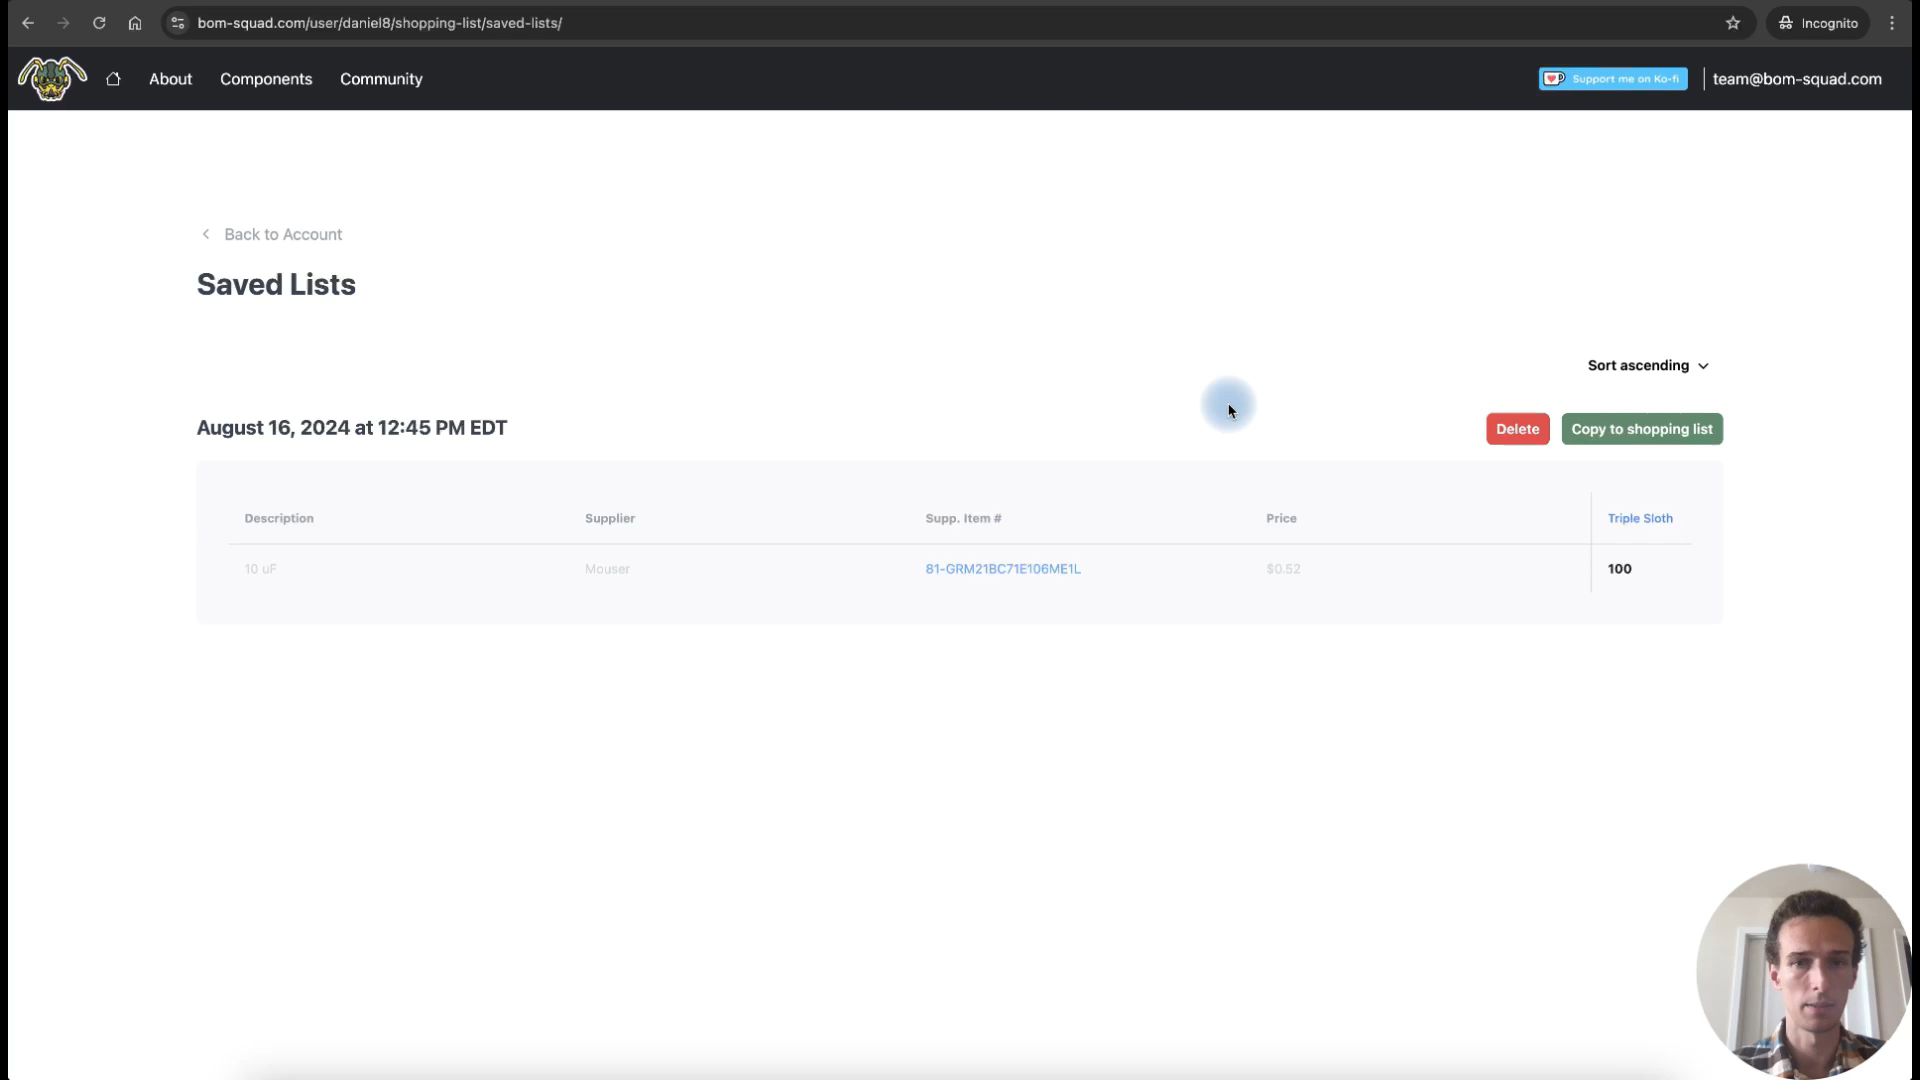 bom-squad.com/user/daniel8/shopping-list/saved-lists/
Incognito
About Components Community
Support me on Ko-fi
team@bom-squad.com
Back to Account
Saved Lists
Sort ascending
August 16, 2024 at 12:45 PM EDT
Delete Copy to shopping list
Description Supplier Supp. Item # Price Triple Sloth
10 uF Mouser 81-GRM21BC71E106ME1L $0.52 100